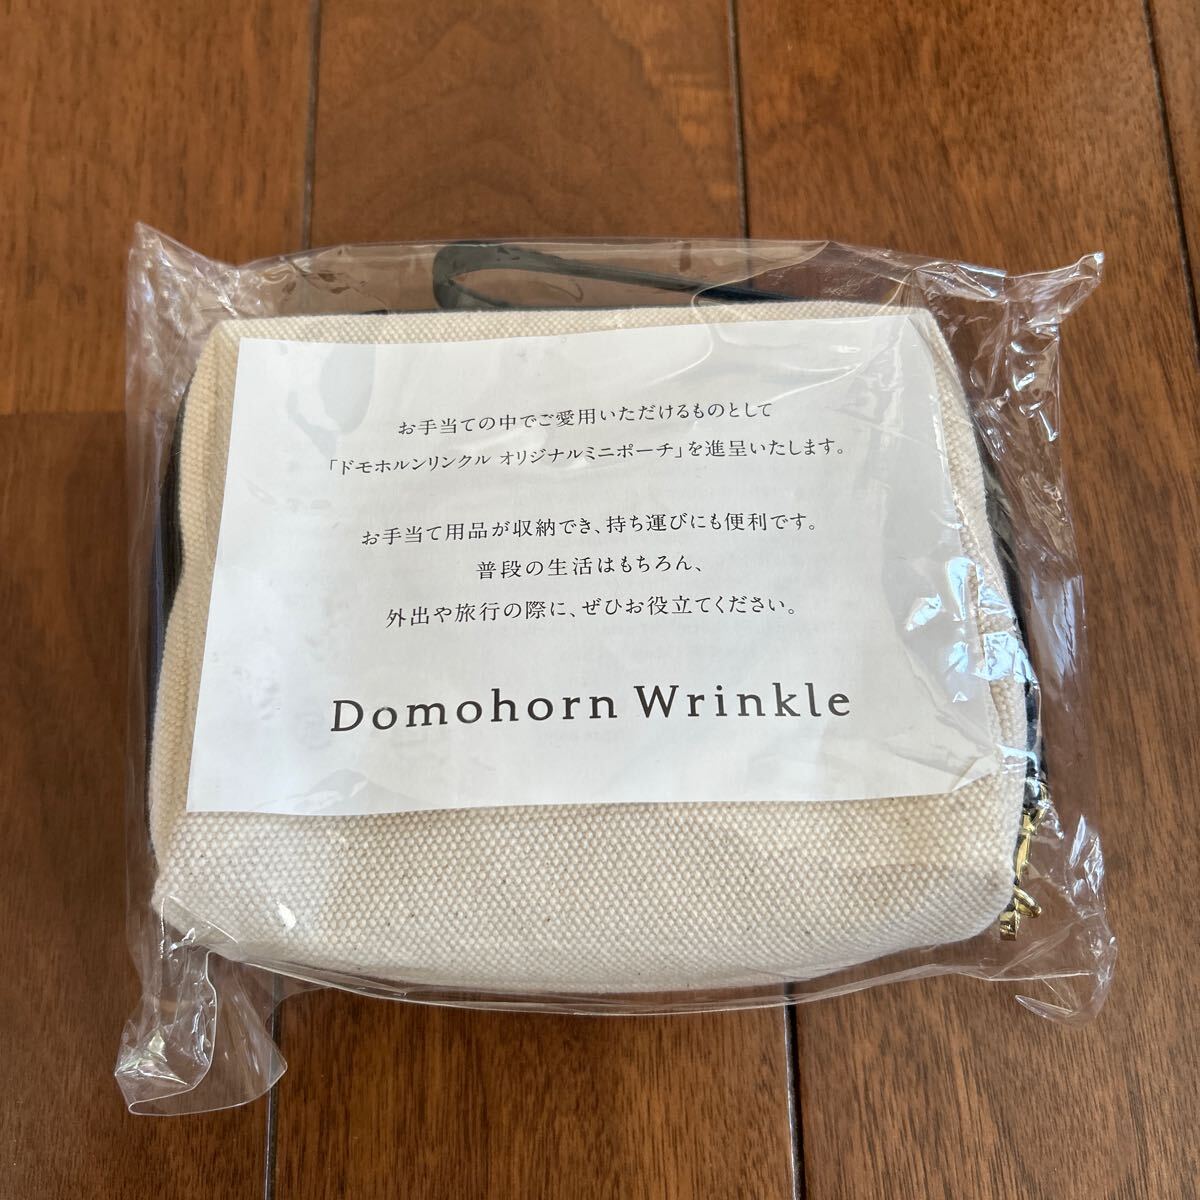 お手当ての中でご愛用いただけるものとして
「ドモホルンリンクル オリジナルミニポーチ」を進呈いたします。
お手当て用品が収納でき、持ち運びにも便利です。
普段の生活はもちろん、
外出や旅行の際に、ぜひお役立てください。
Domohorn Wrinkle